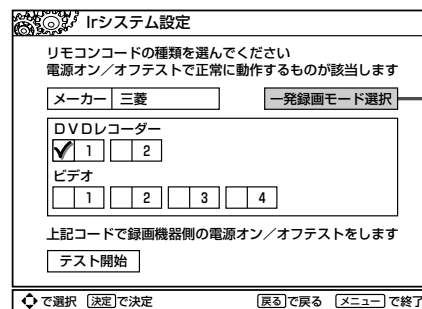 Irシステム設定
リモコンコードの種類を選んでください
電源オン／オフテストで正常に動作するものが該当します
メーカー 三菱 一発録画モード選択
ＤＶＤレコーダー
1 2
ビデオ
1 2 3 4
上記コードで録画機器側の電源オン／オフテストをします
テスト開始
で選択 決定で決定 戻るで戻る メニューで終了